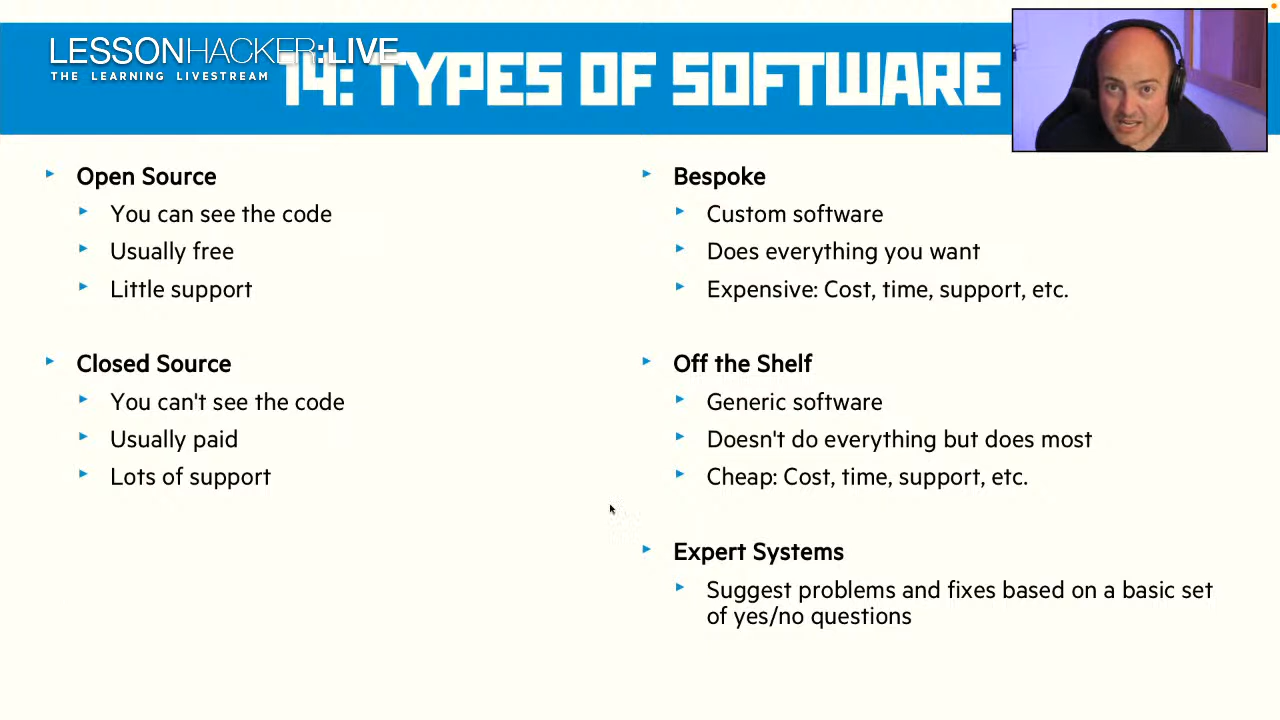 LESSONHACKER:LIVE
THE LEARNING LIVESTREAM
14: TYPES OF SOFTWARE
Open Source
You can see the code
Usually free
Little support
Closed Source
You can't see the code
Usually paid
Lots of support
Bespoke
Custom software
Does everything you want
Expensive: Cost, time, support, etc.
Off the Shelf
Generic software
Doesn't do everything but does most
Cheap: Cost, time, support, etc.
Expert Systems
Suggest problems and fixes based on a basic set
of yes/no questions